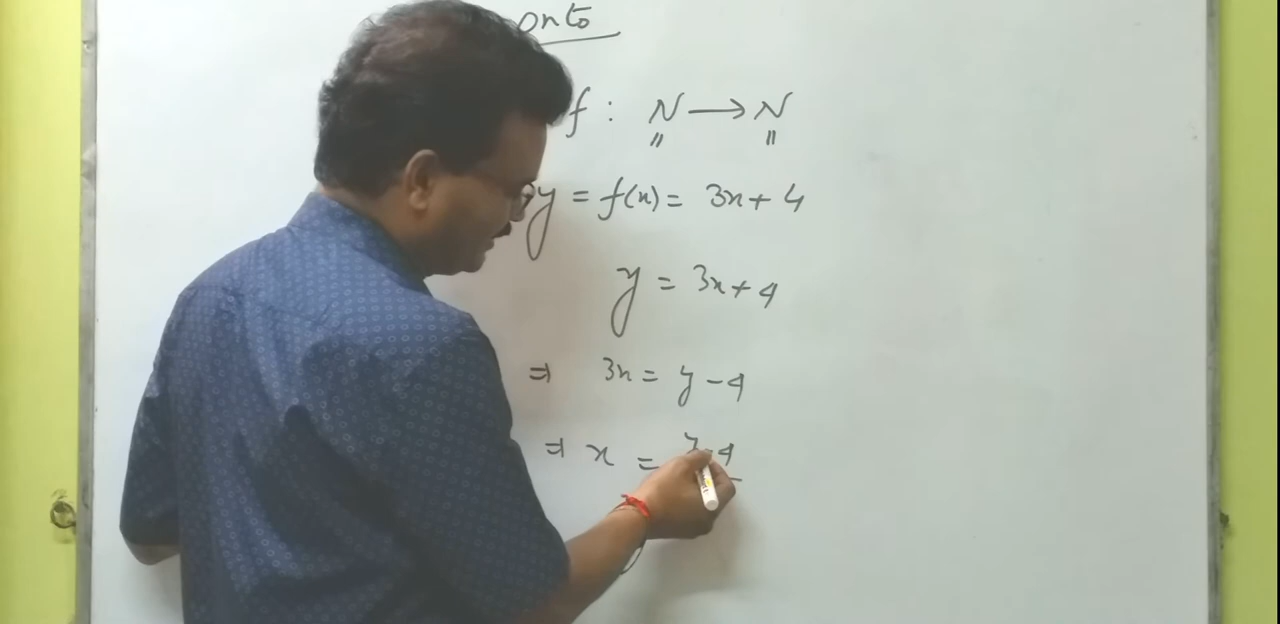 onto
f : N → N
y = f(x) = 3x + 4
y = 3x + 4
⇒ 3x = y - 4
⇒ x = y - 4